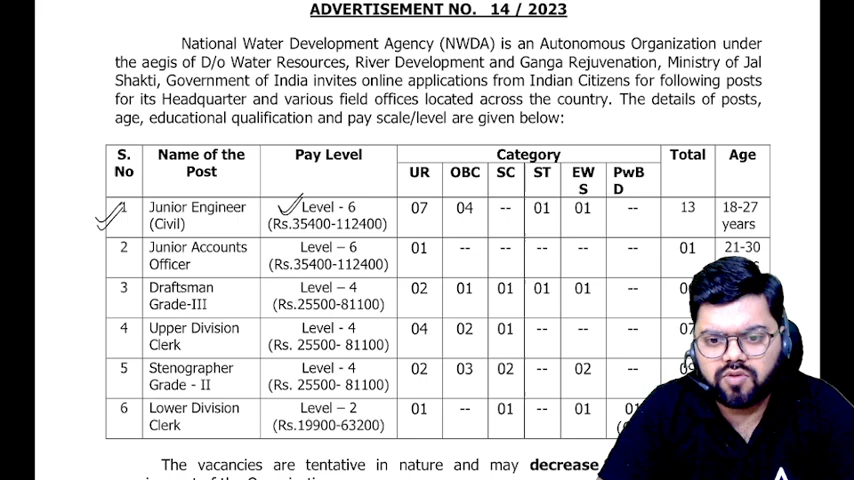 ADVERTISEMENT NO. 14 / 2023
National Water Development Agency (NWDA) is an Autonomous Organization under
the aegis of D/o Water Resources, River Development and Ganga Rejuvenation, Ministry of Jal
Shakti, Government of India invites online applications from Indian Citizens for following posts
for its Headquarter and various field offices located across the country. The details of posts,
age, educational qualification and pay scale/level are given below:
S. No Name of the Post Pay Level Category Total Age
UR OBC SC ST EWS PwBD
1 Junior Engineer (Civil) Level - 6 (Rs.35400-112400) 07 04 -- 01 01 -- 13 18-27 years
2 Junior Accounts Officer Level – 6 (Rs.35400-112400) 01 -- -- -- -- -- 01 21-30
3 Draftsman Grade-III Level – 4 (Rs.25500-81100) 02 01 01 01 01 --
4 Upper Division Clerk Level - 4 (Rs. 25500- 81100) 04 02 01 -- -- -- 07
5 Stenographer Grade - II Level - 4 (Rs. 25500- 81100) 02 03 02 -- 02 -- 09
6 Lower Division Clerk Level – 2 (Rs.19900-63200) 01 -- 01 -- 01 01
The vacancies are tentative in nature and may decrease